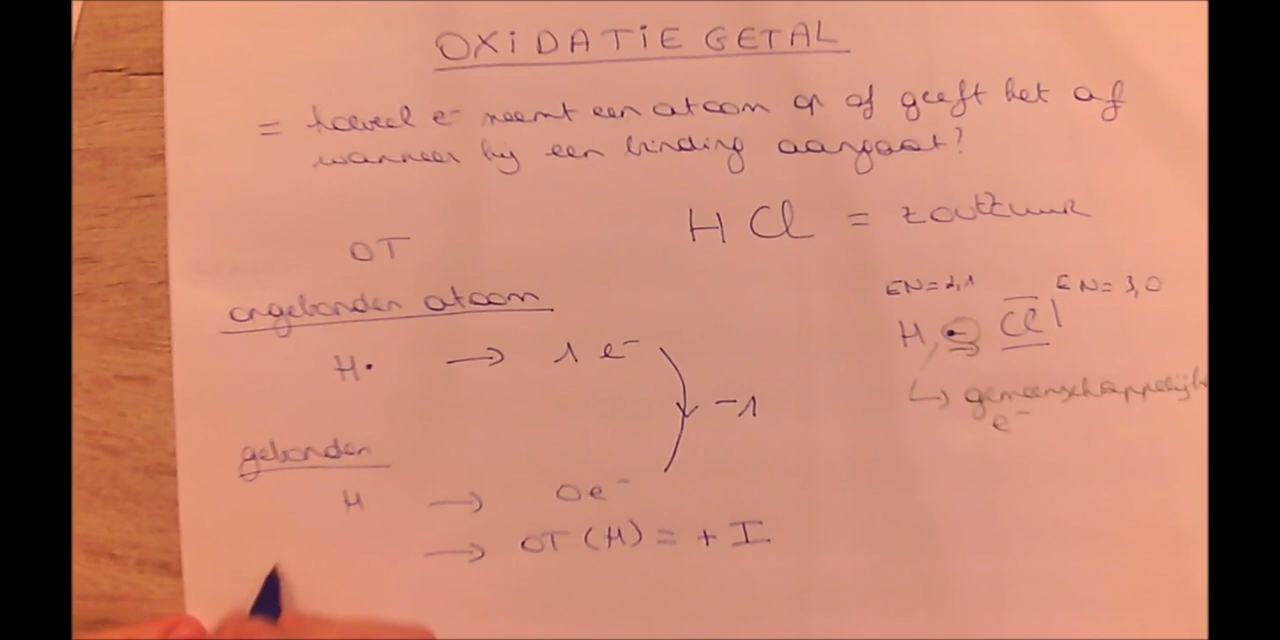 OXIDATIE GETAL
= hoeveel e⁻ neemt een atoom op of geeft het af
wanneer hij een binding aangaat?
HCl = zoutzuur
OT
ongebonden atoom
EN=2,1 EN=3,0
H Cl
H• → 1 e⁻
-1
↳ gemeenschappelijk
e⁻
gebonden
H → 0e⁻
→ OT (H) = + I